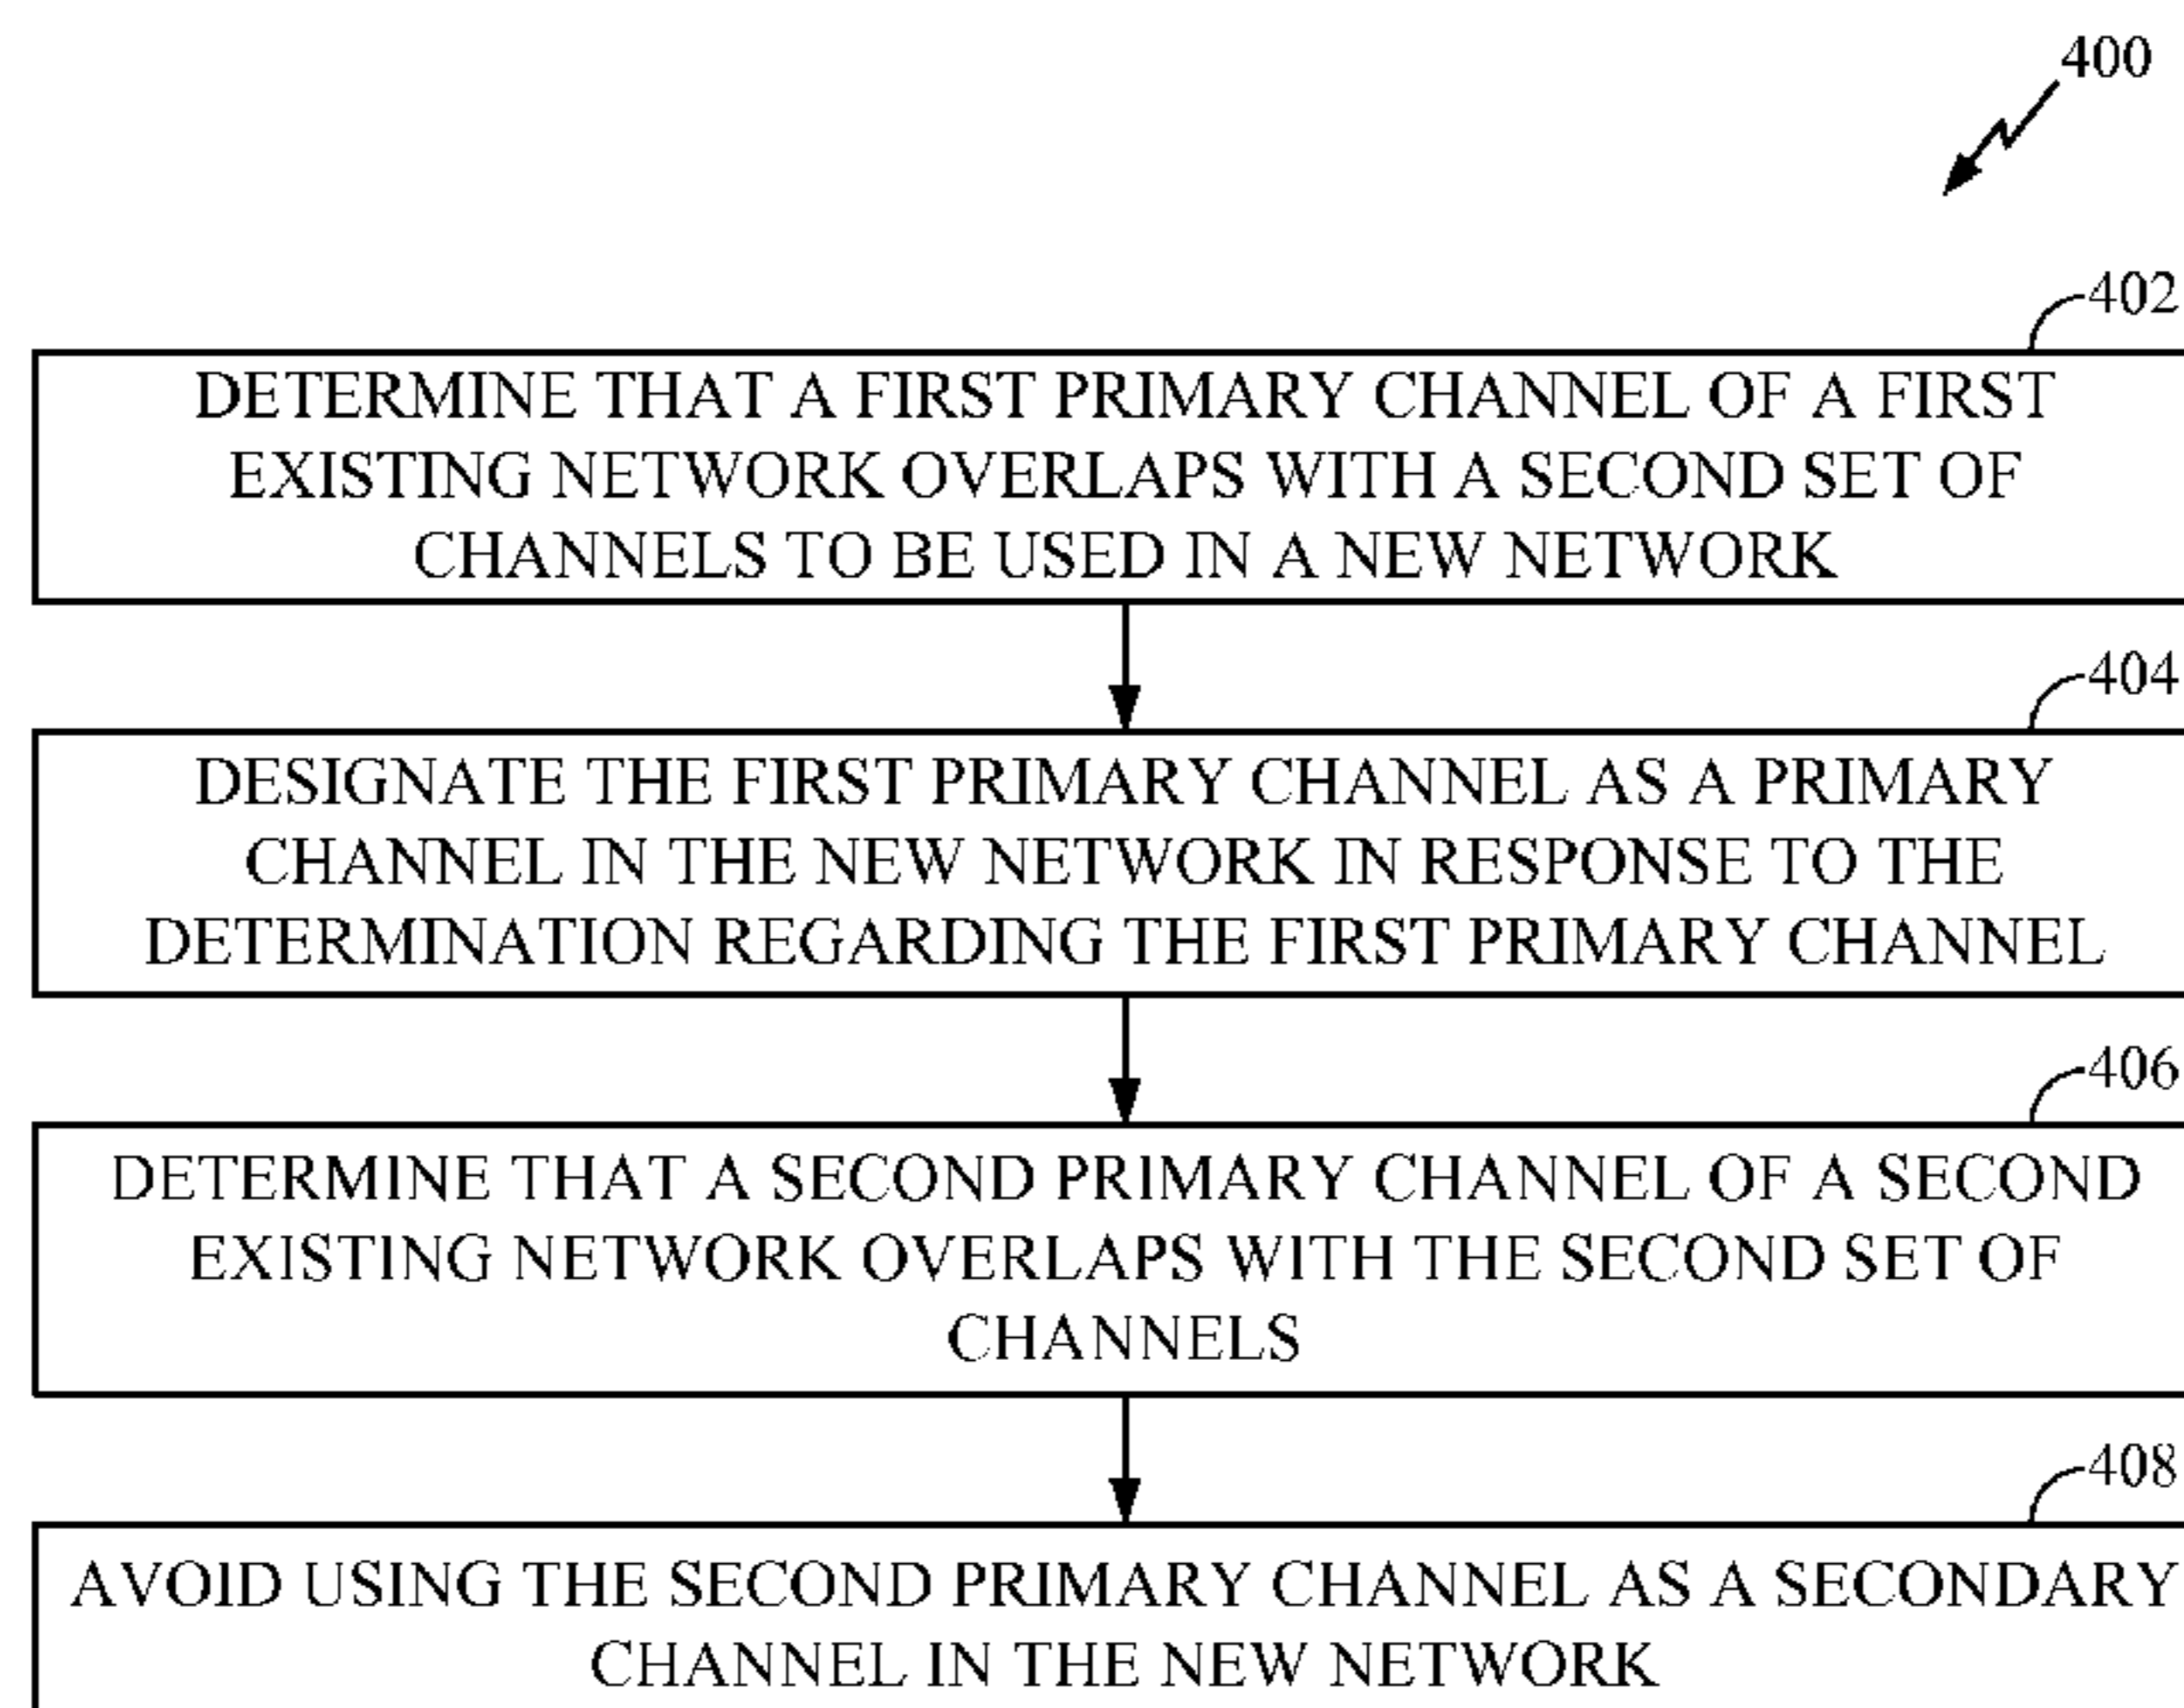 400
402
DETERMINE THAT A FIRST PRIMARY CHANNEL OF A FIRST
EXISTING NETWORK OVERLAPS WITH A SECOND SET OF
CHANNELS TO BE USED IN A NEW NETWORK
404
DESIGNATE THE FIRST PRIMARY CHANNEL AS A PRIMARY
CHANNEL IN THE NEW NETWORK IN RESPONSE TO THE
DETERMINATION REGARDING THE FIRST PRIMARY CHANNEL
406
DETERMINE THAT A SECOND PRIMARY CHANNEL OF A SECOND
EXISTING NETWORK OVERLAPS WITH THE SECOND SET OF
CHANNELS
408
AVOID USING THE SECOND PRIMARY CHANNEL AS A SECONDARY
CHANNEL IN THE NEW NETWORK